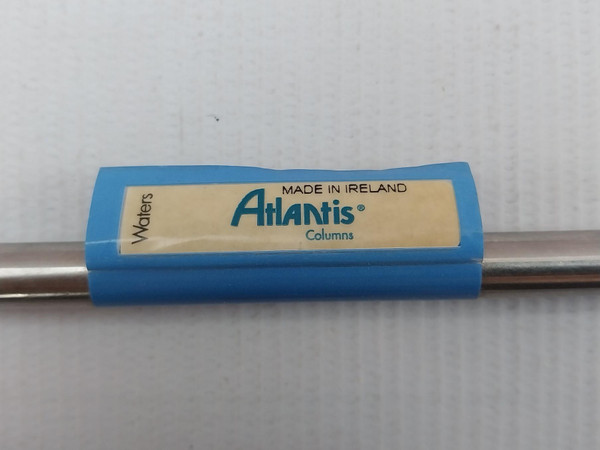 Waters
MADE IN IRELAND
Atlantis®
Columns